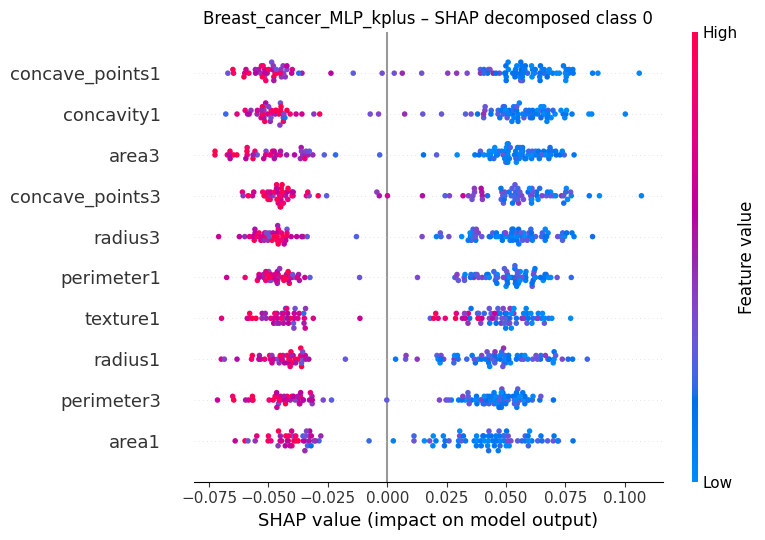 Breast_cancer_MLP_kplus – SHAP decomposed class 0
High
concave_points1
concavity1
area3
concave_points3
radius3
perimeter1
texture1
radius1
perimeter3
area1
Feature value
Low
−0.075 −0.050 −0.025 0.000 0.025 0.050 0.075 0.100
SHAP value (impact on model output)